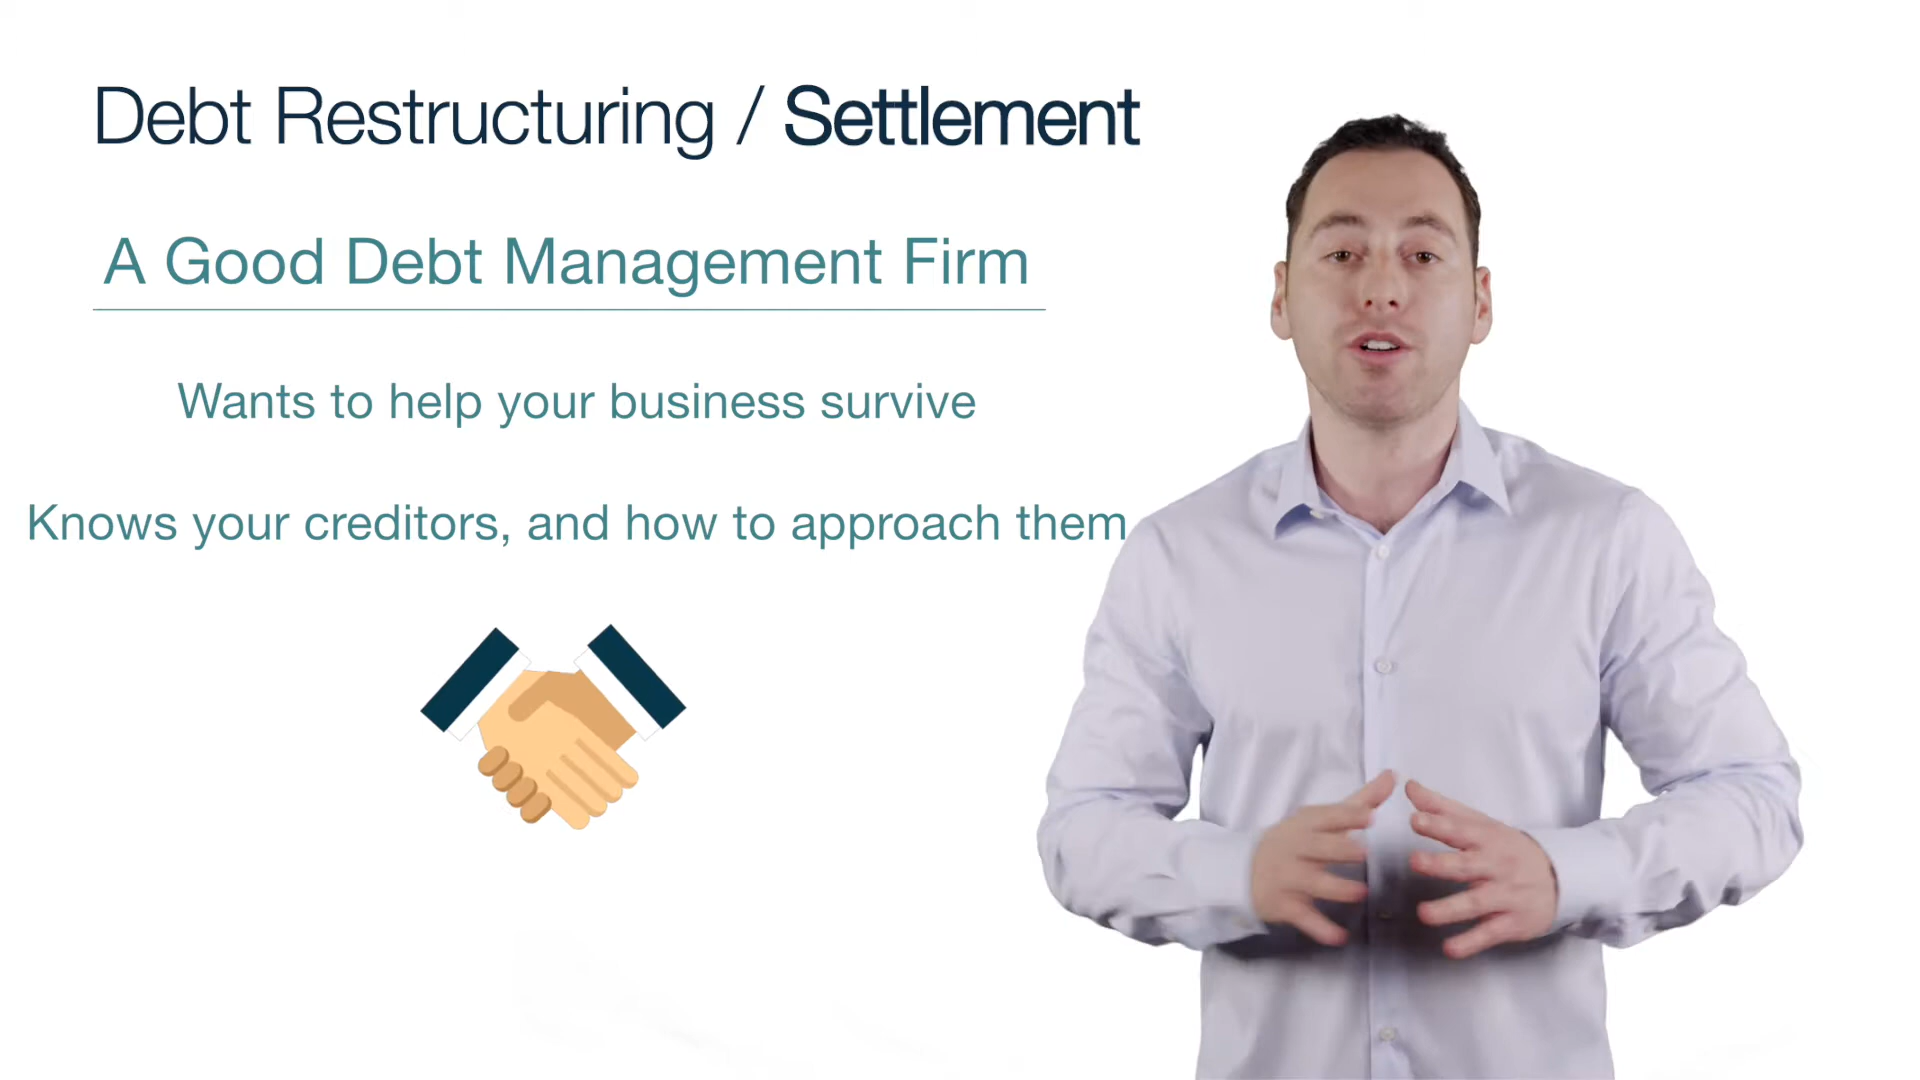 Debt Restructuring / Settlement
A Good Debt Management Firm
Wants to help your business survive
Knows your creditors, and how to approach them